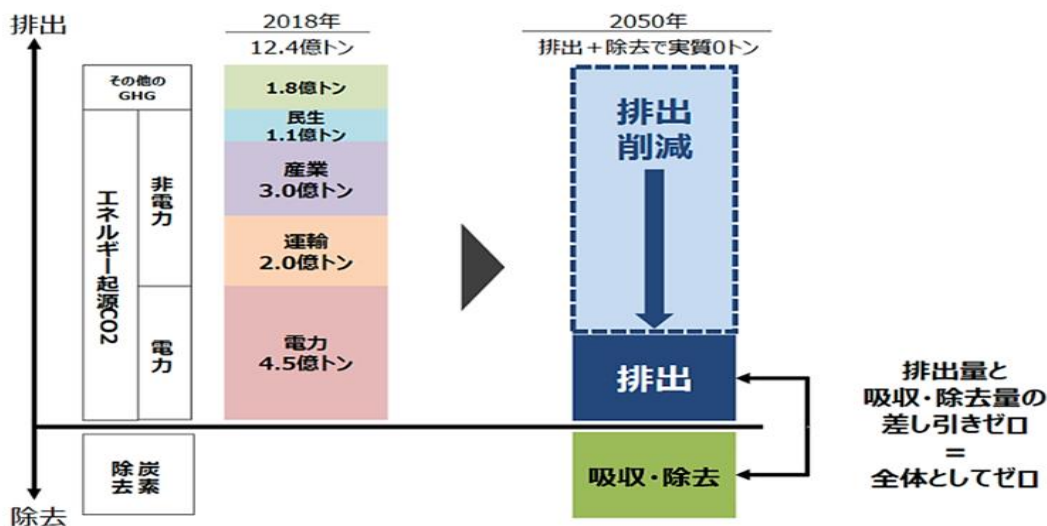 排出
2018年
12.4億トン
2050年
排出＋除去で実質0トン
その他の
GHG
エネルギー起源CO2
非電力
電力
1.8億トン
民生
1.1億トン
産業
3.0億トン
運輸
2.0億トン
電力
4.5億トン
排出
削減
排出
吸収・除去
排出量と
吸収・除去量の
差し引きゼロ
=
全体としてゼロ
炭素
除去
除去